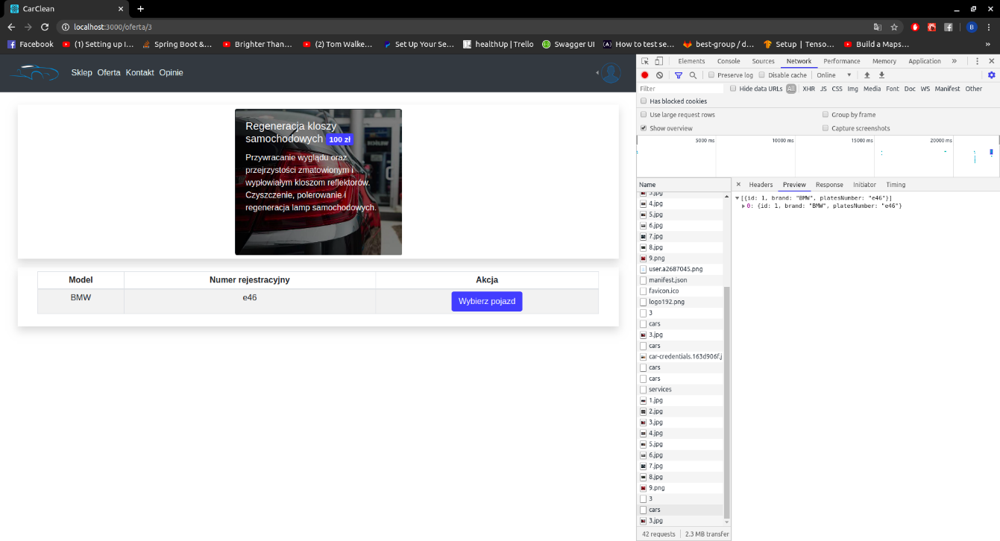 CarClean
localhost:3000/oferta/3
B
Facebook
(1) Setting up I…
Spring Boot &…
Brighter Than…
(2) Tom Walke…
Set Up Your Se…
healthUp | Trello
Swagger UI
How to test se…
best-group / d…
Setup | Tenso…
Build a Maps…
»
Sklep Oferta Kontakt Opinie
Regeneracja kloszy
samochodowych 100 zł
Przywracanie wyglądu oraz
przejrzystości zmatowionym i
wypłowiałym kloszom reflektorów.
Czyszczenie, polerowanie i
regeneracja lamp samochodowych.
Model Numer rejestracyjny Akcja
BMW e46 Wybierz pojazd
Elements Console Sources Network Performance Memory Application »
Preserve log Disable cache Online
Filter Hide data URLs All XHR JS CSS Img Media Font Doc WS Manifest Other
Has blocked cookies
Use large request rows Group by frame
Show overview Capture screenshots
5000 ms 10000 ms 15000 ms 20000 ms
Name
3.jpg
4.jpg
5.jpg
6.jpg
7.jpg
8.jpg
9.png
user.a2687045.png
manifest.json
favicon.ico
logo192.png
3
cars
3.jpg
cars
car-credentials.163d906f.j
cars
cars
services
1.jpg
2.jpg
3.jpg
4.jpg
5.jpg
6.jpg
7.jpg
8.jpg
9.png
3
cars
3.jpg
42 requests 2.3 MB transfer
Headers Preview Response Initiator Timing
[{id: 1, brand: "BMW", platesNumber: "e46"}]
0: {id: 1, brand: "BMW", platesNumber: "e46"}